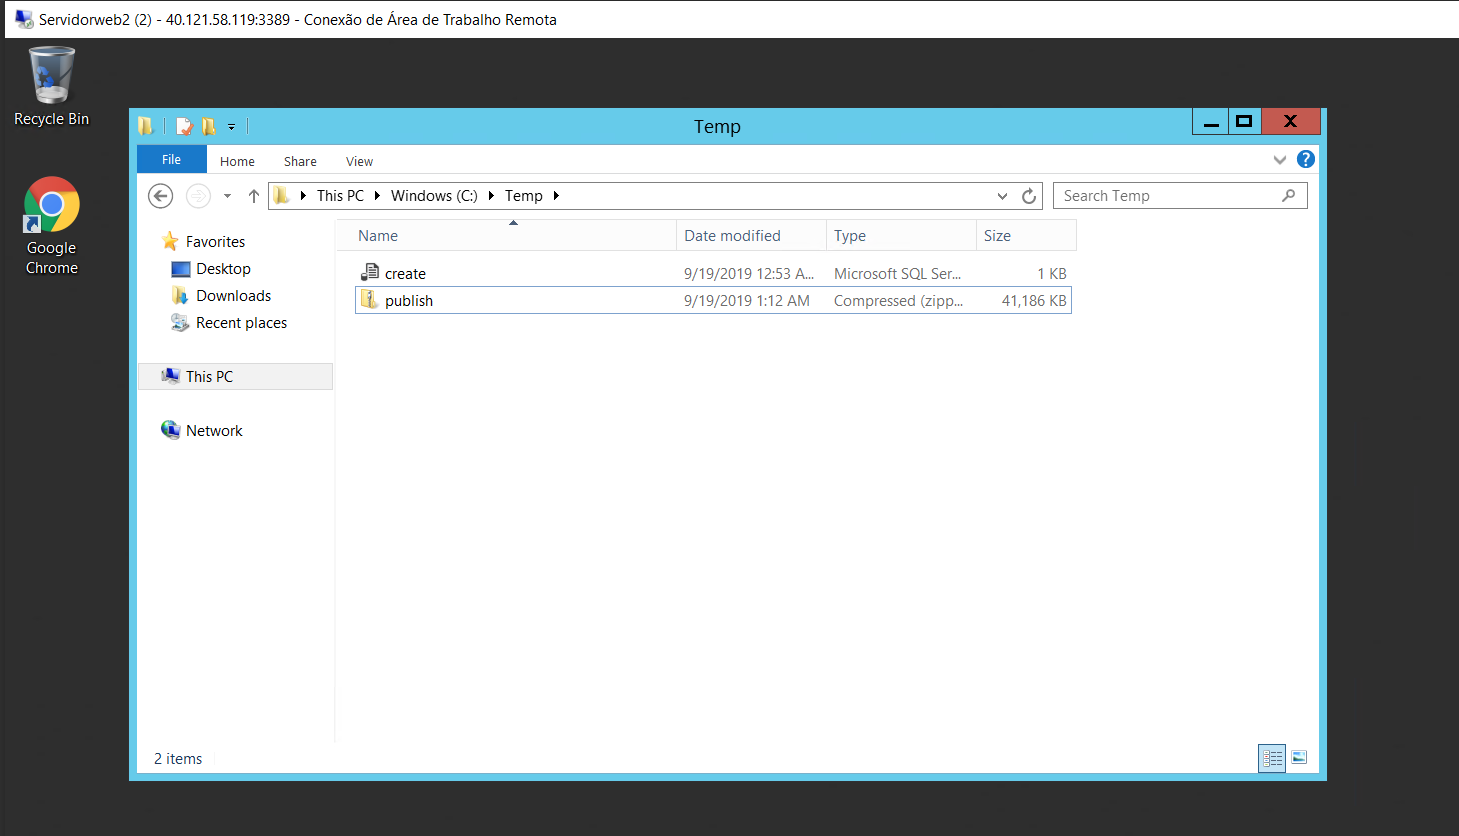 Servidorweb2 (2) - 40.121.58.119:3389 - Conexão de Área de Trabalho Remota
Recycle Bin
Google
Chrome
Temp
File Home Share View
This PC Windows (C:) Temp
Search Temp
Name Date modified Type Size
create 9/19/2019 12:53 A... Microsoft SQL Ser... 1 KB
publish 9/19/2019 1:12 AM Compressed (zipp... 41,186 KB
Favorites
Desktop
Downloads
Recent places
This PC
Network
2 items